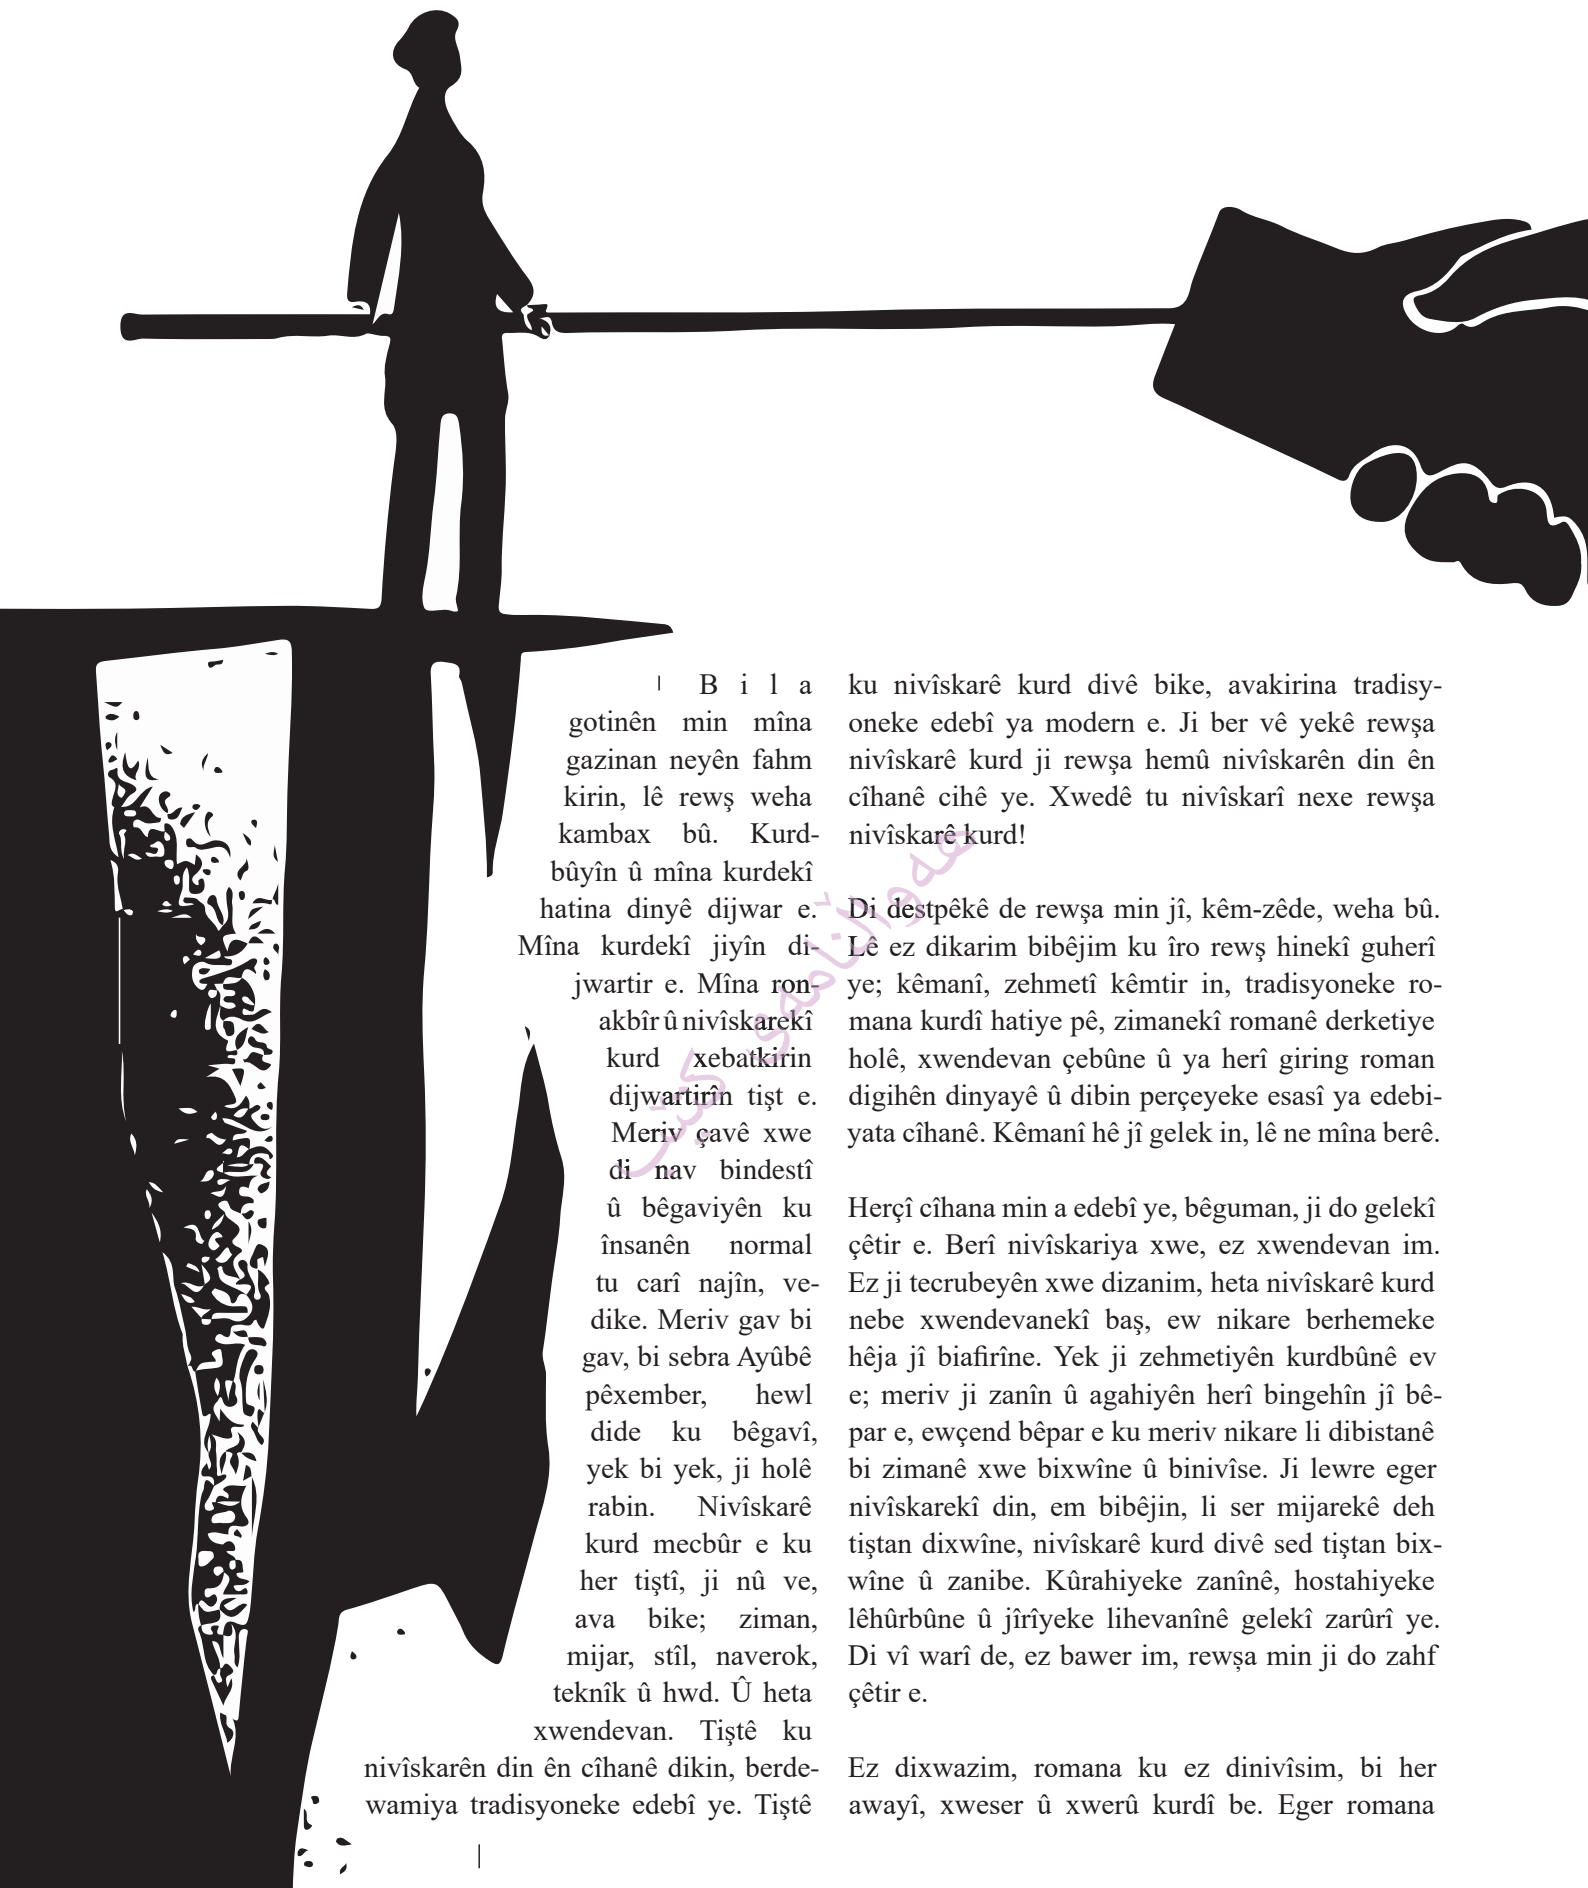 Bila
gotinên min mîna
gazinan neyên fahm
kirin, lê rewş weha
kambax bû. Kurd-
bûyîn û mîna kurdekî
hatina dinyê dijwar e.
Mîna kurdekî jiyîn di-
jwartir e. Mîna ron-
akbîr û nivîskarekî
kurd xebatkirin
dijwartirîn tişt e.
Meriv çavê xwe
di nav bindestî
û bêgaviyên ku
însanên normal
tu carî najîn, ve-
dike. Meriv gav bi
gav, bi sebra Ayûbê
pêxember, hewl
dide ku bêgavî,
yek bi yek, ji holê
rabin. Nivîskarê
kurd mecbûr e ku
her tiştî, ji nû ve,
ava bike; ziman,
mijar, stîl, naverok,
teknîk û hwd. Û heta
xwendevan. Tiştê ku
nivîskarên din ên cîhanê dikin, berde-
wamiya tradisyoneke edebî ye. Tiştê
ku nivîskarê kurd divê bike, avakirina tradisy-
oneke edebî ya modern e. Ji ber vê yekê rewşa
nivîskarê kurd ji rewşa hemû nivîskarên din ên
cîhanê cihê ye. Xwedê tu nivîskarî nexe rewşa
nivîskarê kurd!
Di destpêkê de rewşa min jî, kêm-zêde, weha bû.
Lê ez dikarim bibêjim ku îro rewş hinekî guherî
ye; kêmanî, zehmetî kêmtir in, tradisyoneke ro-
mana kurdî hatiye pê, zimanekî romanê derketiye
holê, xwendevan çebûne û ya herî giring roman
digihên dinyayê û dibin perçeyeke esasî ya edebi-
yata cîhanê. Kêmanî hê jî gelek in, lê ne mîna berê.
Herçî cîhana min a edebî ye, bêguman, ji do gelekî
çêtir e. Berî nivîskariya xwe, ez xwendevan im.
Ez ji tecrubeyên xwe dizanim, heta nivîskarê kurd
nebe xwendevanekî baş, ew nikare berhemeke
hêja jî biafirîne. Yek ji zehmetiyên kurdbûnê ev
e; meriv ji zanîn û agahiyên herî bingehîn jî bê-
par e, ewçend bêpar e ku meriv nikare li dibistanê
bi zimanê xwe bixwîne û binivîse. Ji lewre eger
nivîskarekî din, em bibêjin, li ser mijarekê deh
tiştan dixwîne, nivîskarê kurd divê sed tiştan bix-
wîne û zanibe. Kûrahiyeke zanînê, hostahiyeke
lêhûrbûne û jîrîyeke lihevanînê gelekî zarûrî ye.
Di vî warî de, ez bawer im, rewșa min ji do zahf
çêtir e.
Ez dixwazim, romana ku ez dinivîsim, bi her
awayî, xweser û xwerû kurdî be. Eger romana
هەواڵنامەی کتێب